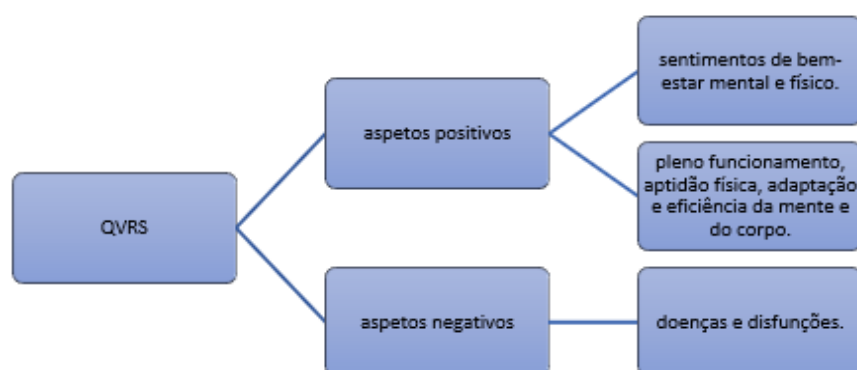 QVRS
aspetos positivos
sentimentos de bem-
estar mental e físico.
pleno funcionamento,
aptidão física, adaptação
e eficiência da mente e
do corpo.
aspetos negativos
doenças e disfunções.